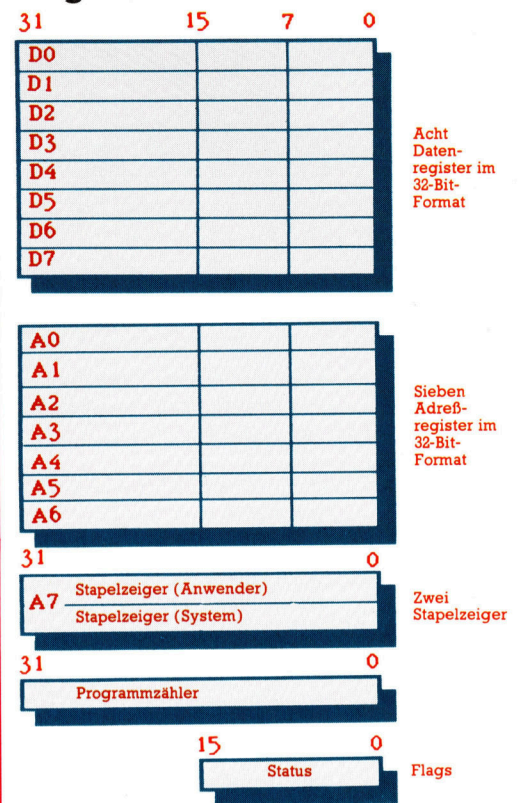 31 15 7 0
D0
D1
D2
D3
D4
D5
D6
D7
Acht
Daten-
register im
32-Bit-
Format
A0
A1
A2
A3
A4
A5
A6
Sieben
Adreß-
register im
32-Bit-
Format
31 0
A7
Stapelzeiger (Anwender)
Stapelzeiger (System)
Zwei
Stapelzeiger
31 0
Programmzähler
15 0
Status
Flags